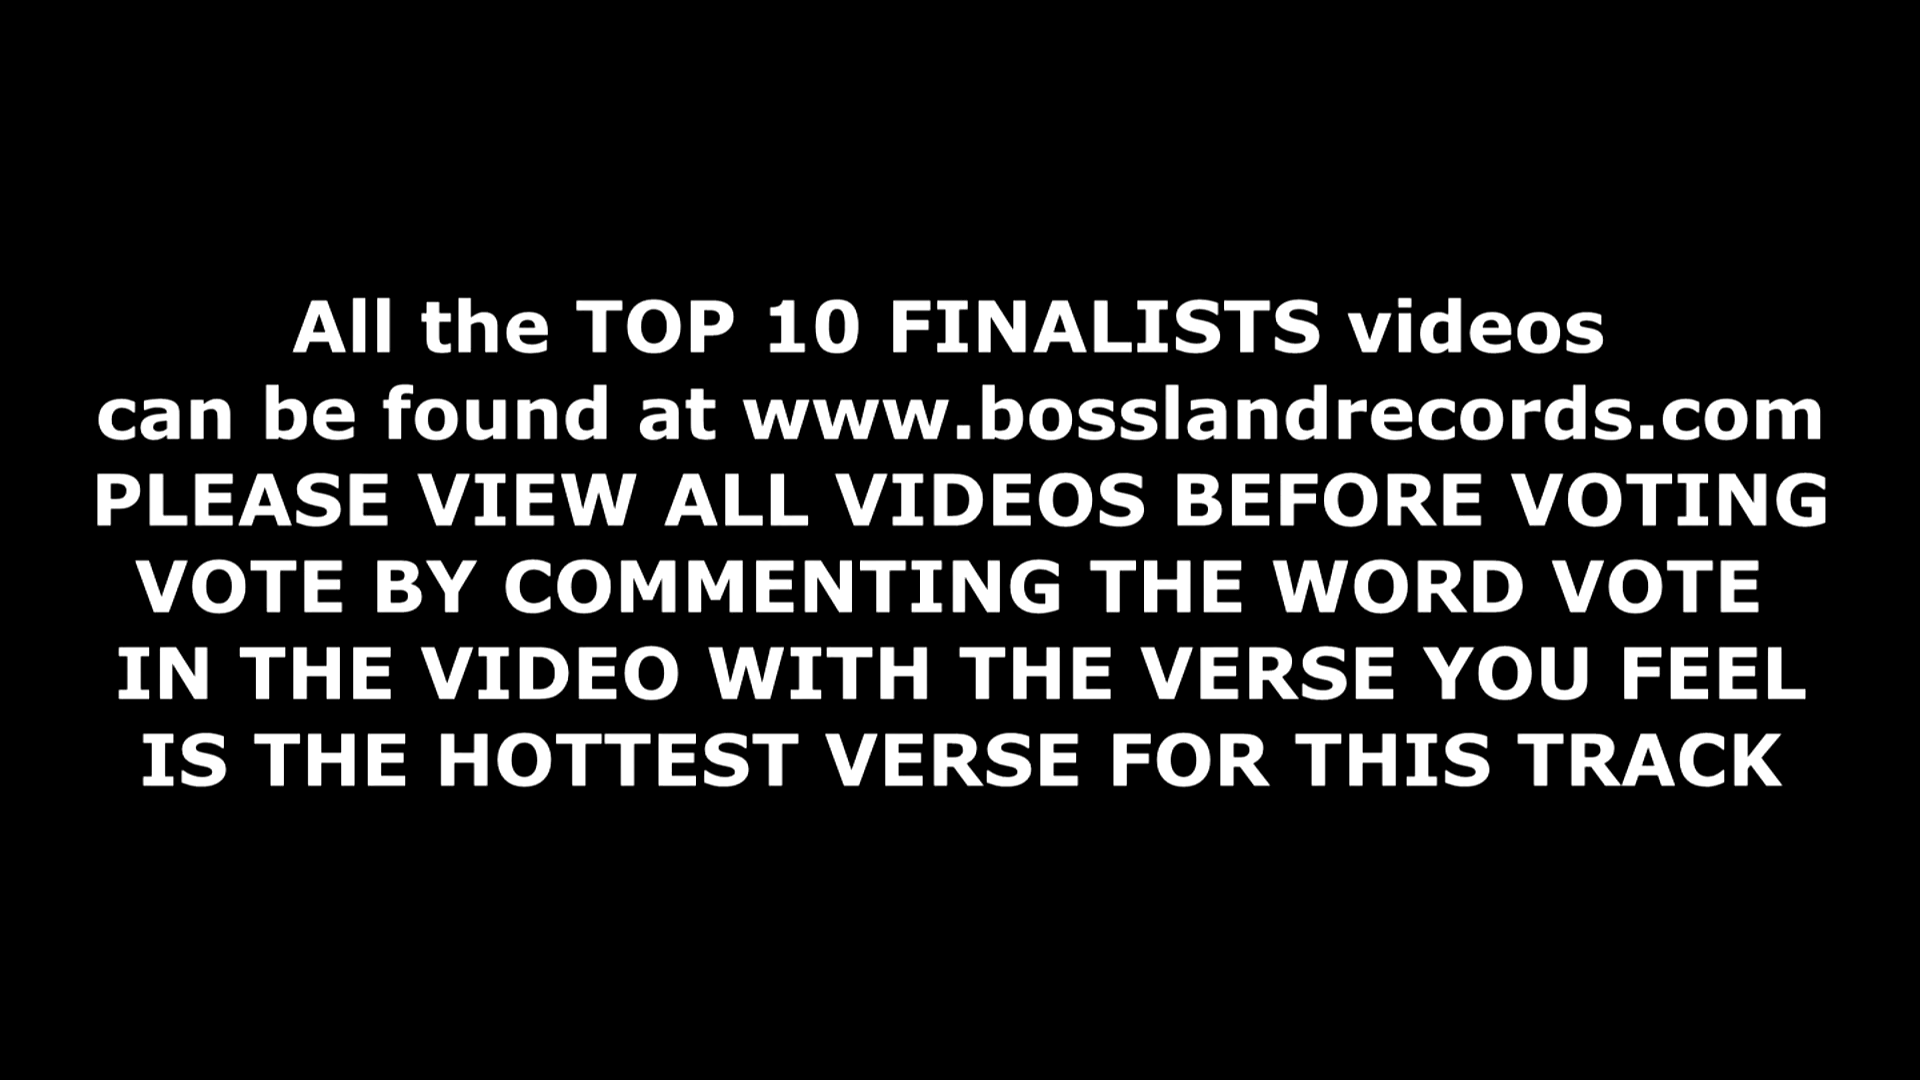 All the TOP 10 FINALISTS videos
can be found at www.bosslandrecords.com
PLEASE VIEW ALL VIDEOS BEFORE VOTING
VOTE BY COMMENTING THE WORD VOTE
IN THE VIDEO WITH THE VERSE YOU FEEL
IS THE HOTTEST VERSE FOR THIS TRACK